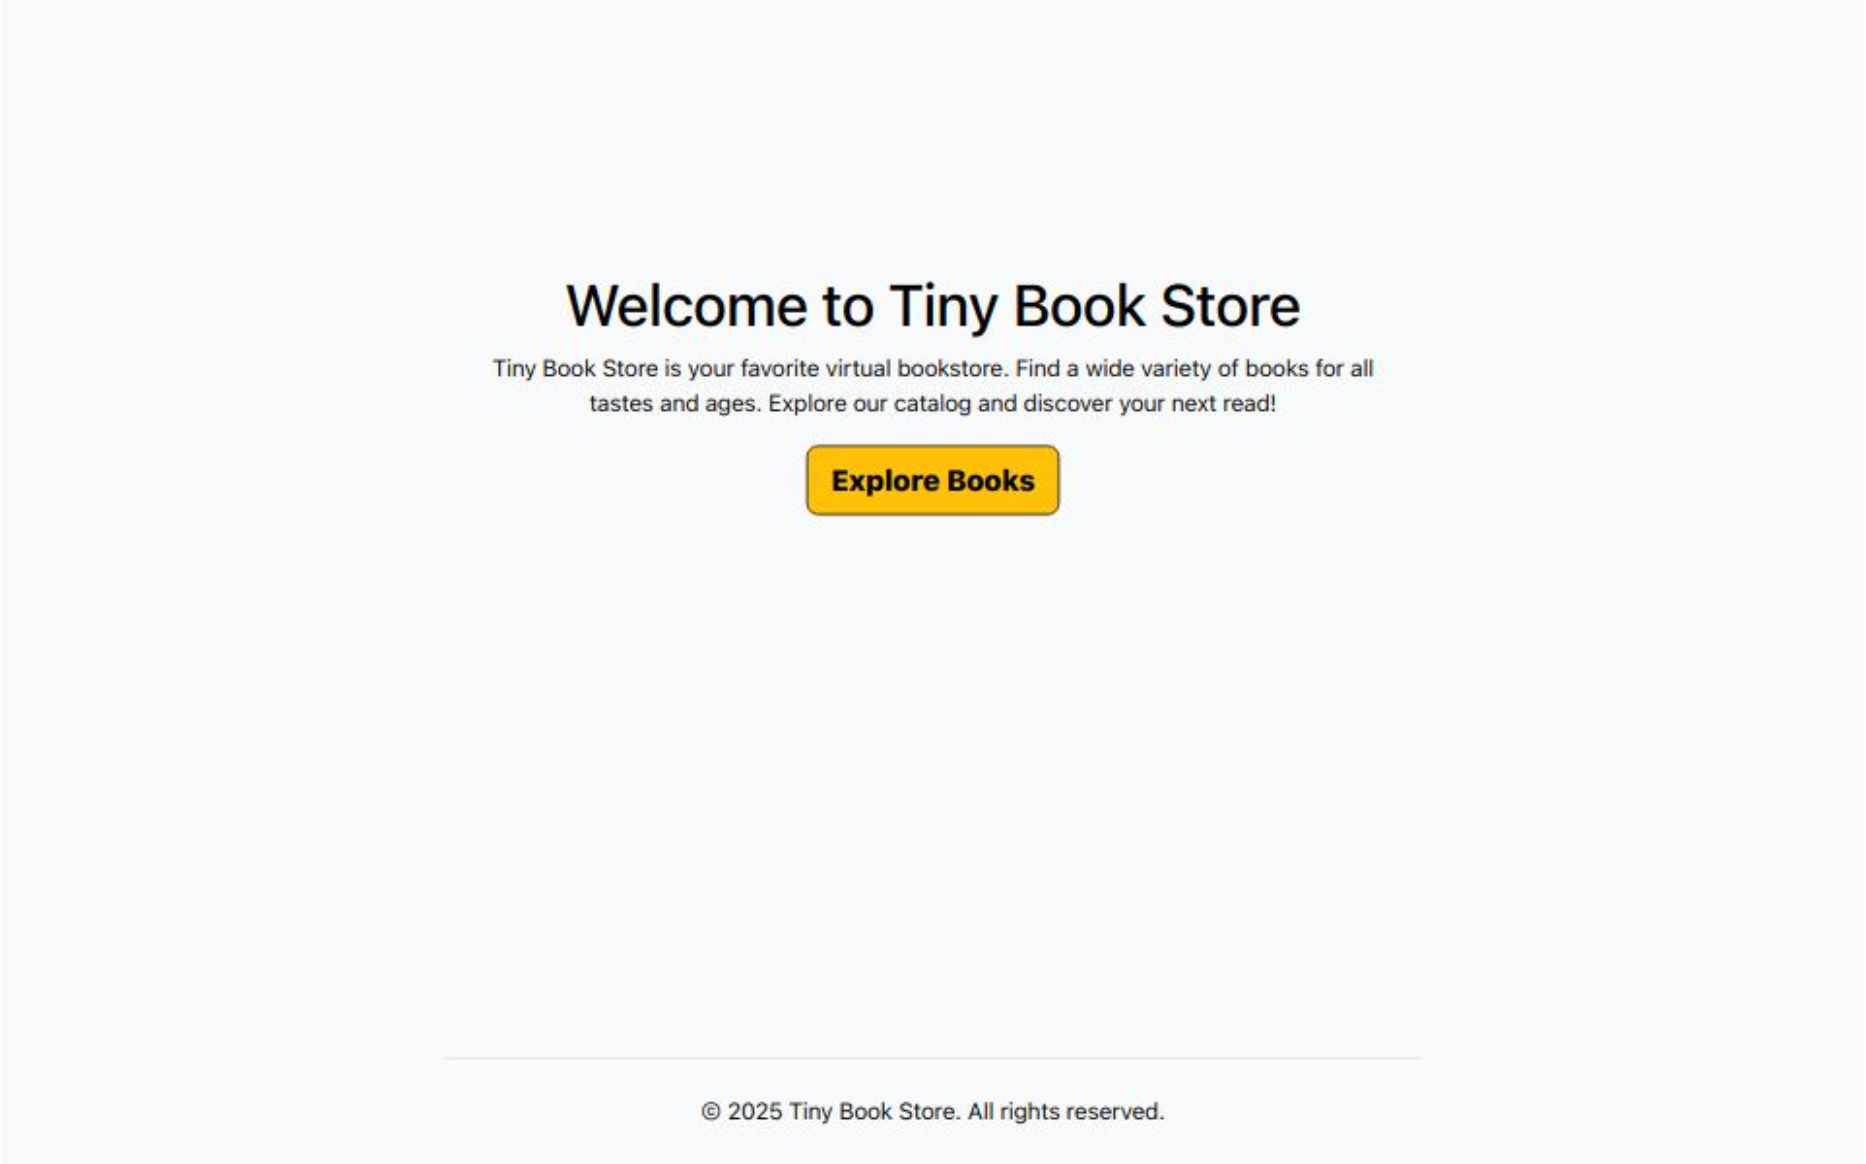 Welcome to Tiny Book Store
Tiny Book Store is your favorite virtual bookstore. Find a wide variety of books for all
tastes and ages. Explore our catalog and discover your next read!
Explore Books
© 2025 Tiny Book Store. All rights reserved.